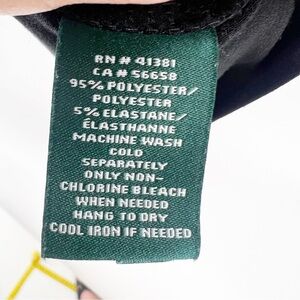 RN # 41381
CA # 56658
95% POLYESTER/
POLYESTER
5% ELASTANE/
ÉLASTHANNE
MACHINE WASH
COLD
SEPARATELY
ONLY NON-
CHLORINE BLEACH
WHEN NEEDED
HANG TO DRY
COOL IRON IF NEEDED